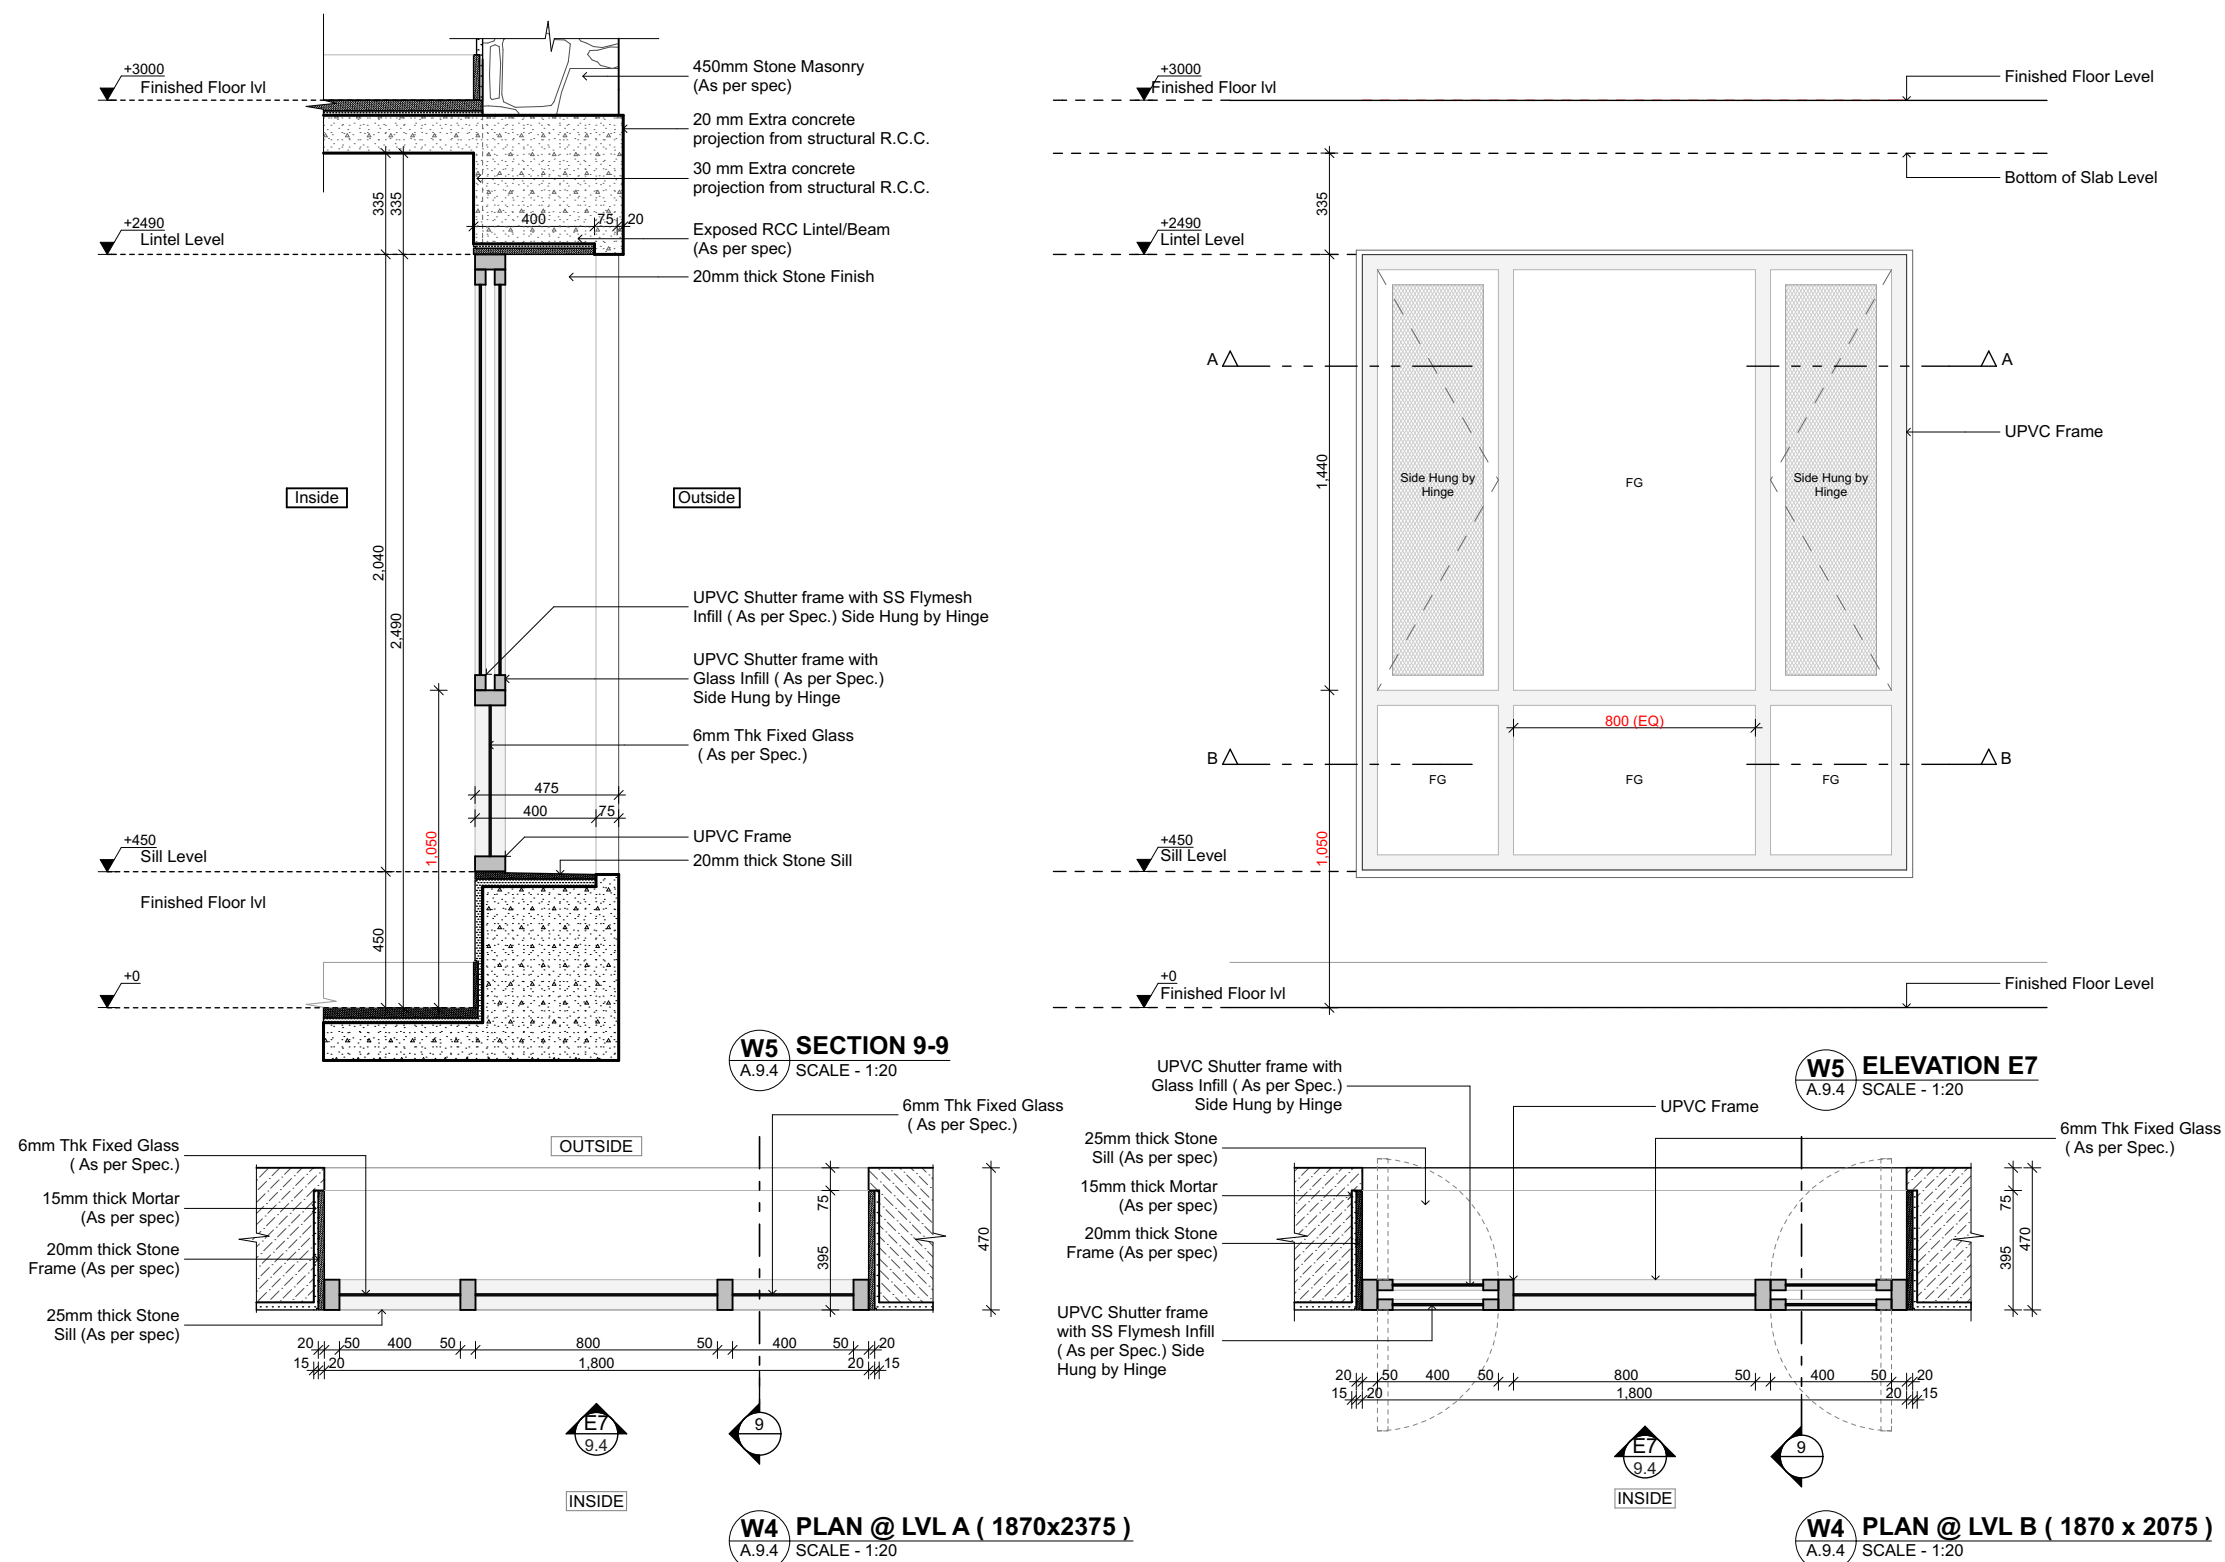 +3000
Finished Floor lvl
450mm Stone Masonry
(As per spec)
20 mm Extra concrete
projection from structural R.C.C.
30 mm Extra concrete
projection from structural R.C.C.
335
335
400
75
20
+2490
Lintel Level
Exposed RCC Lintel/Beam
(As per spec)
20mm thick Stone Finish
Inside
Outside
2,040
2,490
UPVC Shutter frame with SS Flymesh
Infill ( As per Spec.) Side Hung by Hinge
UPVC Shutter frame with
Glass Infill ( As per Spec.)
Side Hung by Hinge
6mm Thk Fixed Glass
( As per Spec.)
475
400
75
1,050
UPVC Frame
20mm thick Stone Sill
+450
Sill Level
Finished Floor lvl
450
+0
W5
A.9.4
SECTION 9-9
SCALE - 1:20
+3000
Finished Floor lvl
Finished Floor Level
Bottom of Slab Level
335
+2490
Lintel Level
A
A
UPVC Frame
1,440
Side Hung by
Hinge
FG
Side Hung by
Hinge
800 (EQ)
B
B
FG
FG
FG
1,050
+450
Sill Level
+0
Finished Floor lvl
Finished Floor Level
W5
A.9.4
ELEVATION E7
SCALE - 1:20
6mm Thk Fixed Glass
( As per Spec.)
OUTSIDE
6mm Thk Fixed Glass
( As per Spec.)
15mm thick Mortar
(As per spec)
20mm thick Stone
Frame (As per spec)
25mm thick Stone
Sill (As per spec)
75
395
470
20
50
400
50
800
50
400
50
20
15
20
1,800
20
15
E7
9.4
9
INSIDE
W4
A.9.4
PLAN @ LVL A ( 1870x2375 )
SCALE - 1:20
UPVC Shutter frame with
Glass Infill ( As per Spec.)
Side Hung by Hinge
UPVC Frame
6mm Thk Fixed Glass
( As per Spec.)
25mm thick Stone
Sill (As per spec)
15mm thick Mortar
(As per spec)
20mm thick Stone
Frame (As per spec)
UPVC Shutter frame
with SS Flymesh Infill
( As per Spec.) Side
Hung by Hinge
75
395
470
20
50
400
50
800
50
400
50
20
15
20
1,800
20
15
E7
9.4
9
INSIDE
W4
A.9.4
PLAN @ LVL B ( 1870 x 2075 )
SCALE - 1:20